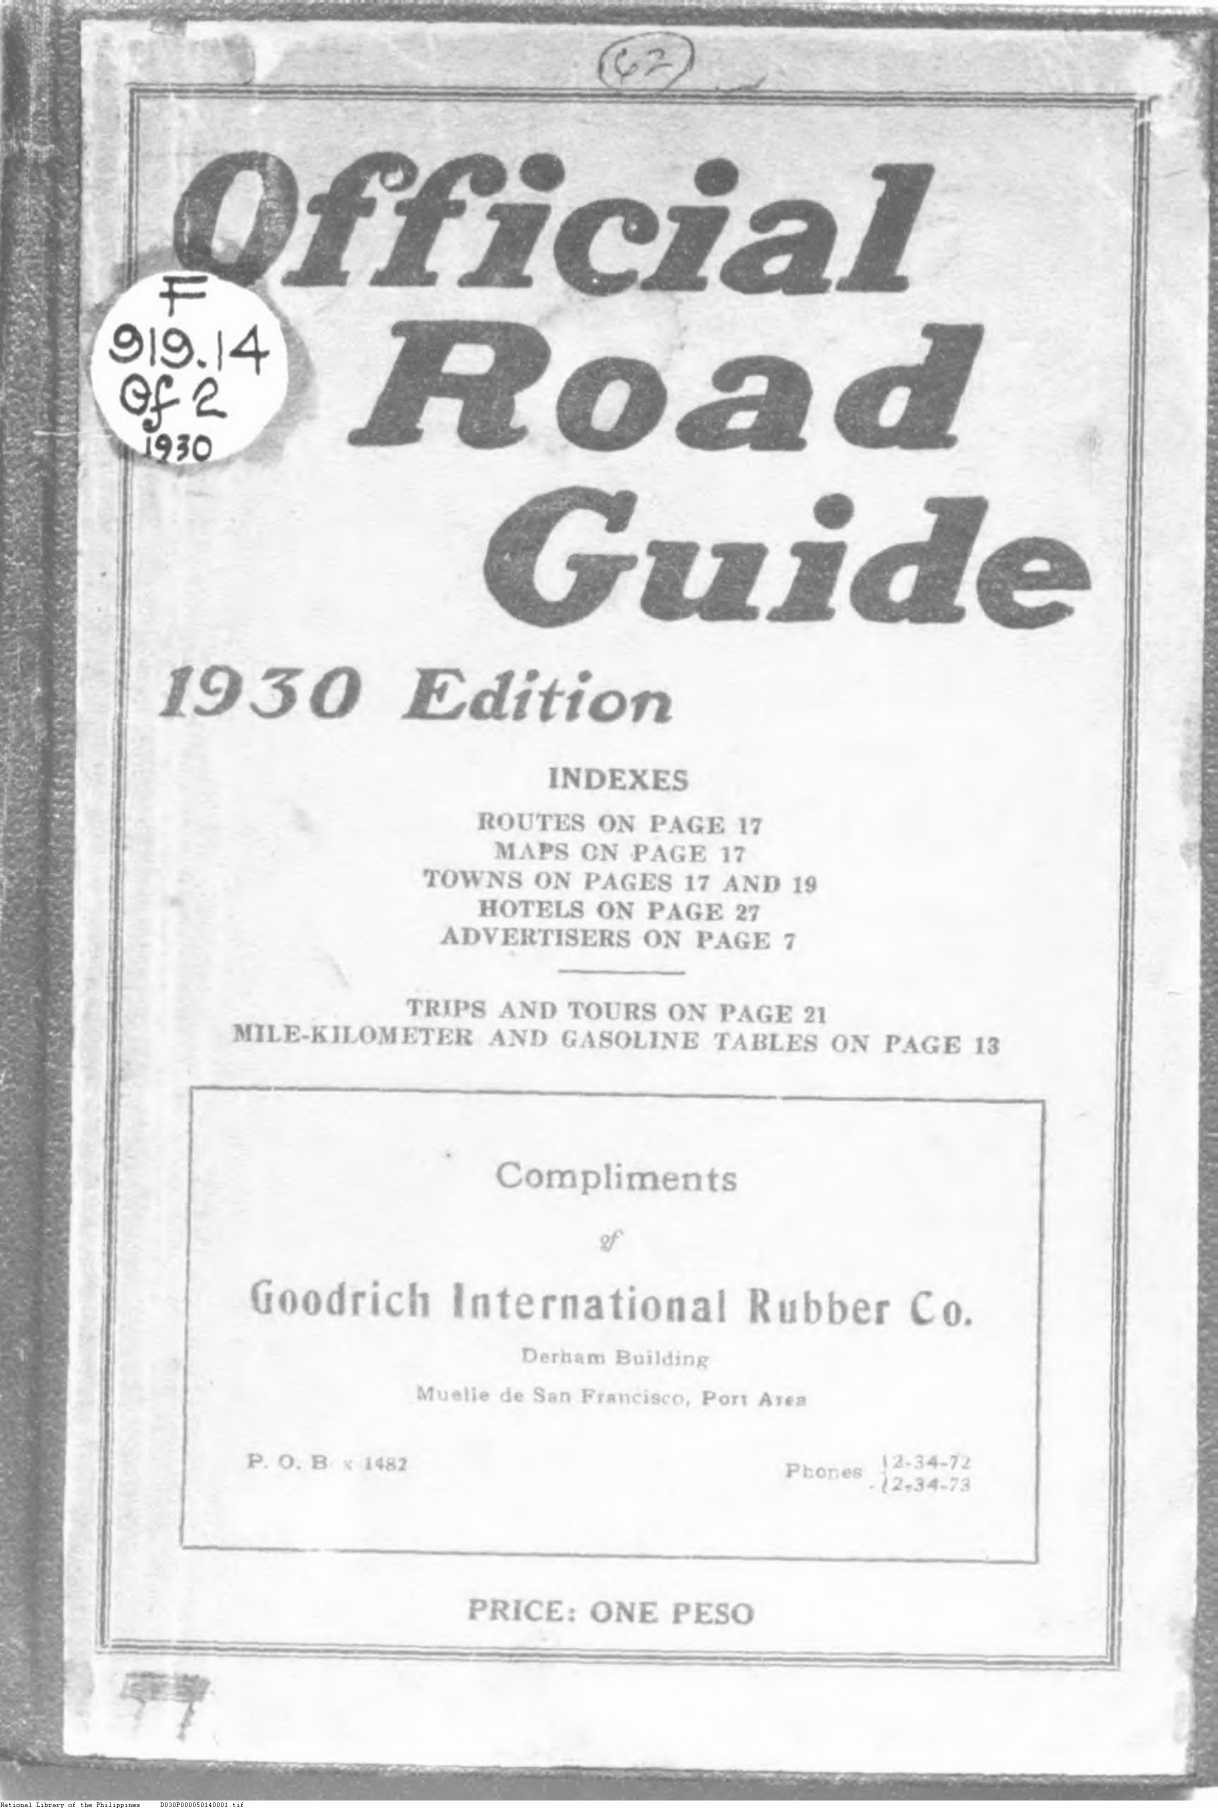 62
Official
Road
Guide
F
919.14
Of 2
1930
1930 Edition
INDEXES
ROUTES ON PAGE 17
MAPS ON PAGE 17
TOWNS ON PAGES 17 AND 19
HOTELS ON PAGE 27
ADVERTISERS ON PAGE 7
TRIPS AND TOURS ON PAGE 21
MILE-KILOMETER AND GASOLINE TABLES ON PAGE 13
Compliments
of
Goodrich International Rubber Co.
Derham Building
Muelle de San Francisco, Port Area
P. O. B x 1482
Phones
2-34-72
2-34-73
PRICE: ONE PESO
National Library of the Philippines D030P000050140001.tif